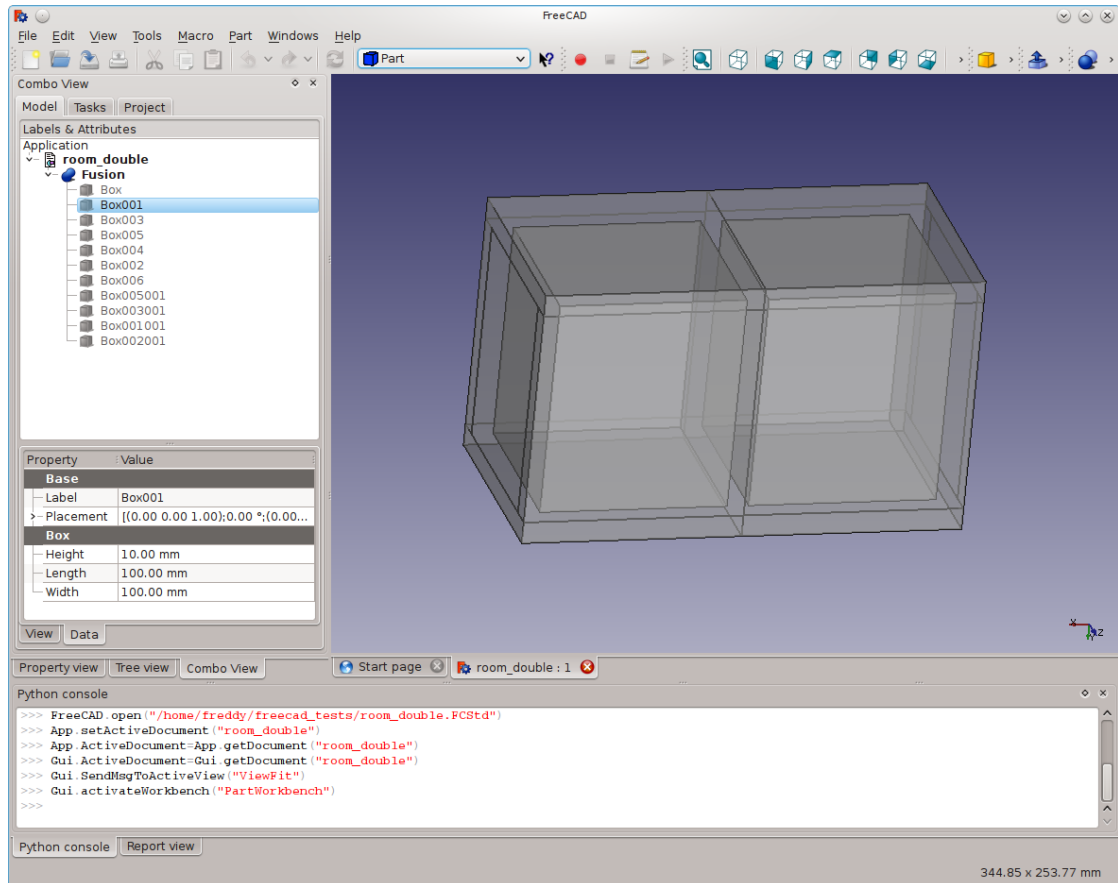 FreeCAD
File Edit View Tools Macro Part Windows Help
Part
Combo View
Model Tasks Project
Labels & Attributes
Application
room_double
Fusion
Box
Box001
Box003
Box005
Box004
Box002
Box006
Box005001
Box003001
Box001001
Box002001
Property Value
Base
Label Box001
Placement [(0.00 0.00 1.00);0.00 °;(0.00...
Box
Height 10.00 mm
Length 100.00 mm
Width 100.00 mm
View Data
x
y z
Property view Tree view Combo View
Start page room_double : 1
Python console
>>> FreeCAD.open("/home/freddy/freecad_tests/room_double.FCStd")
>>> App.setActiveDocument("room_double")
>>> App.ActiveDocument=App.getDocument("room_double")
>>> Gui.ActiveDocument=Gui.getDocument("room_double")
>>> Gui.SendMsgToActiveView("ViewFit")
>>> Gui.activateWorkbench("PartWorkbench")
>>>
Python console Report view
344.85 x 253.77 mm